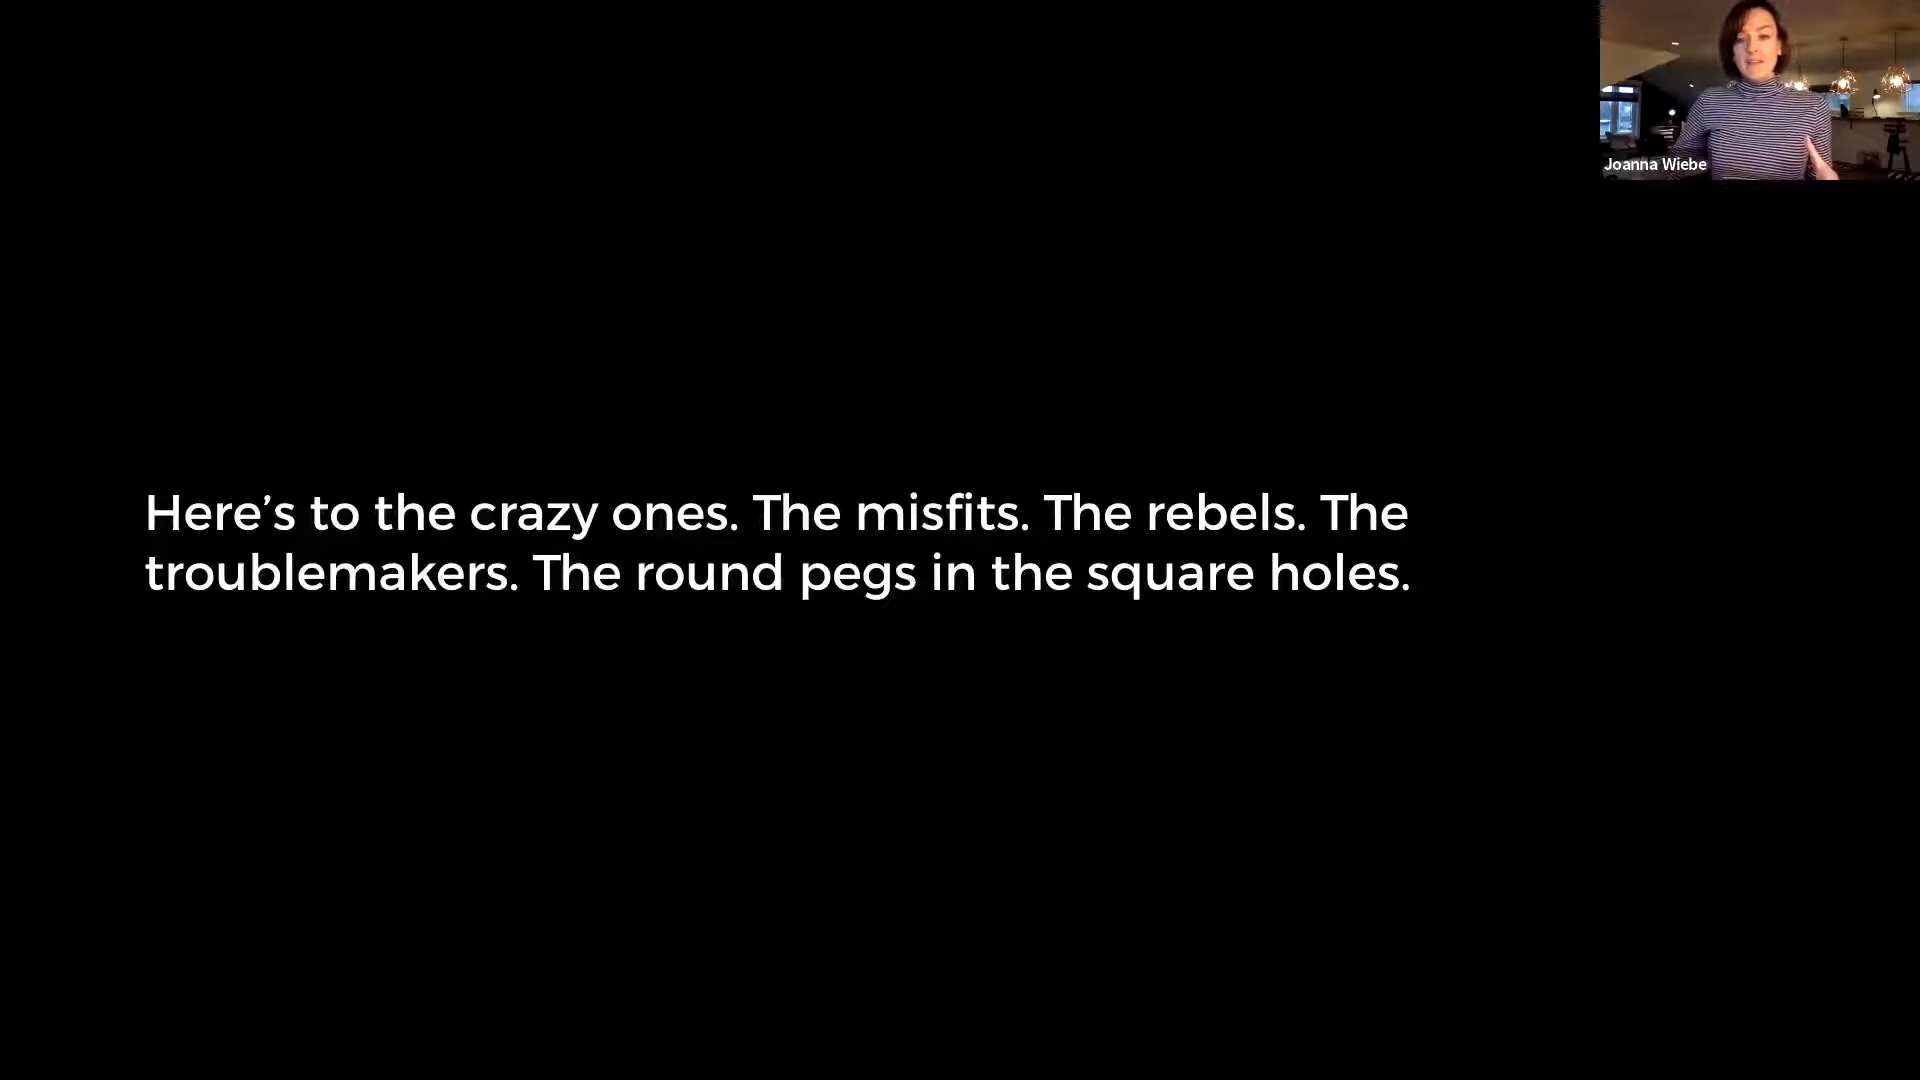 Joanna Wiebe
Here’s to the crazy ones. The misfits. The rebels. The
troublemakers. The round pegs in the square holes.